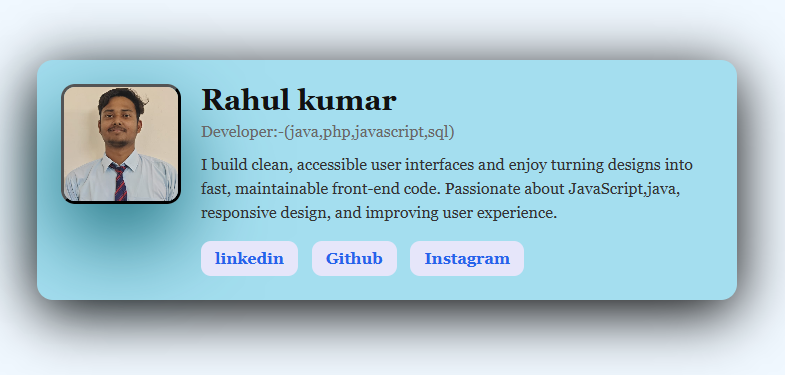 Rahul kumar
Developer:-(java,php,javascript,sql)
I build clean, accessible user interfaces and enjoy turning designs into
fast, maintainable front-end code. Passionate about JavaScript,java,
responsive design, and improving user experience.
linkedin Github Instagram